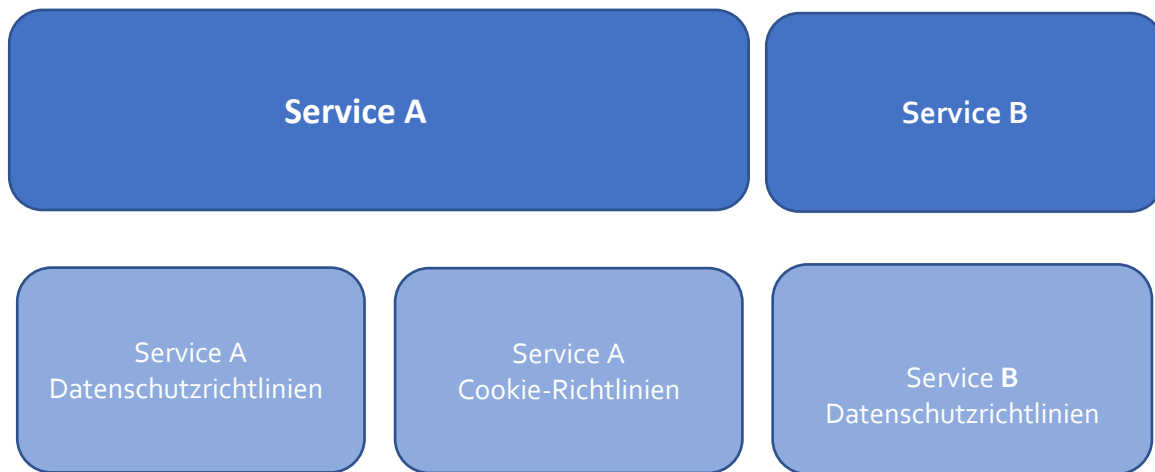 Service A
Service B
Service A
Datenschutzrichtlinien
Service A
Cookie-Richtlinien
Service B
Datenschutzrichtlinien